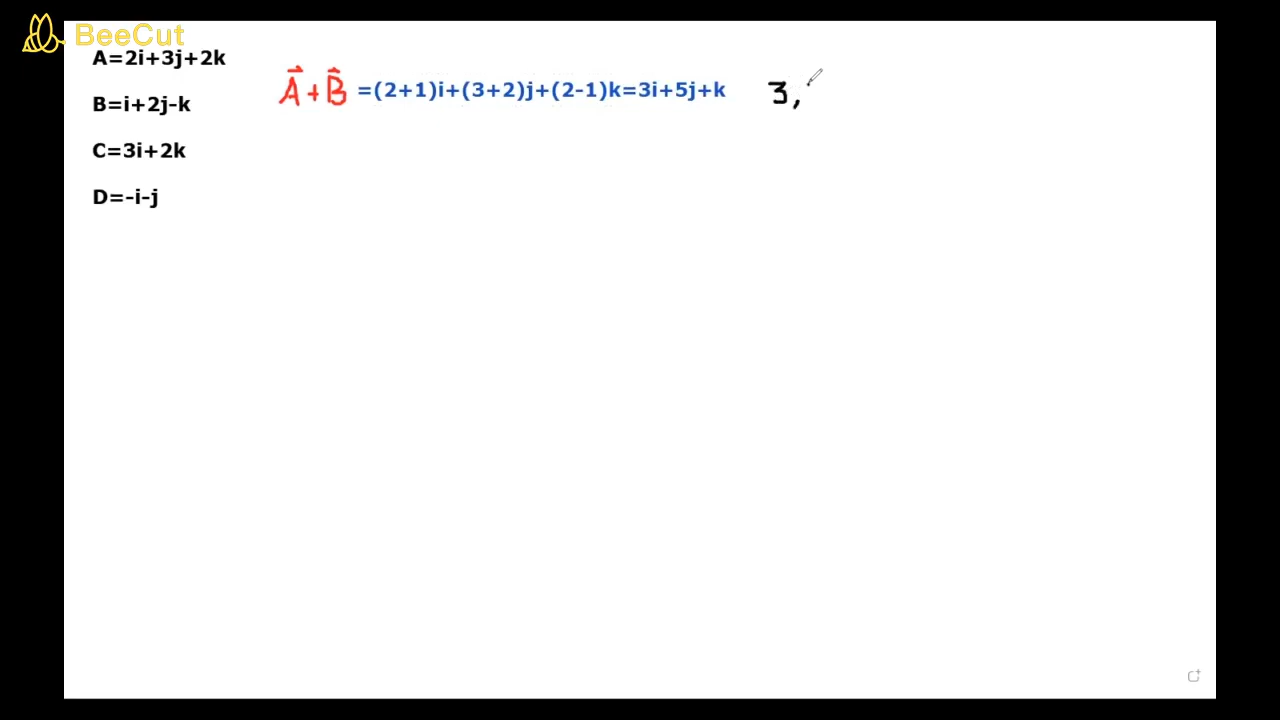 BeeCut
A=2i+3j+2k
A+B =(2+1)i+(3+2)j+(2-1)k=3i+5j+k 3,
B=i+2j-k
C=3i+2k
D=-i-j